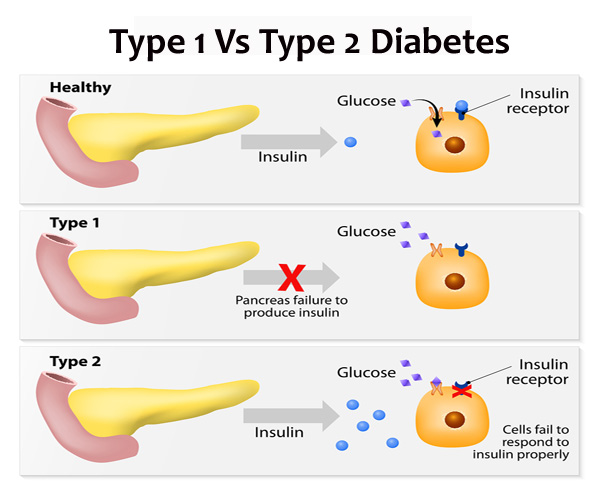 Type 1 Vs Type 2 Diabetes
Healthy
Glucose
Insulin
receptor
Insulin
Type 1
Glucose
Pancreas failure to
produce insulin
Type 2
Glucose
Insulin
receptor
Insulin
Cells fail to
respond to
insulin properly